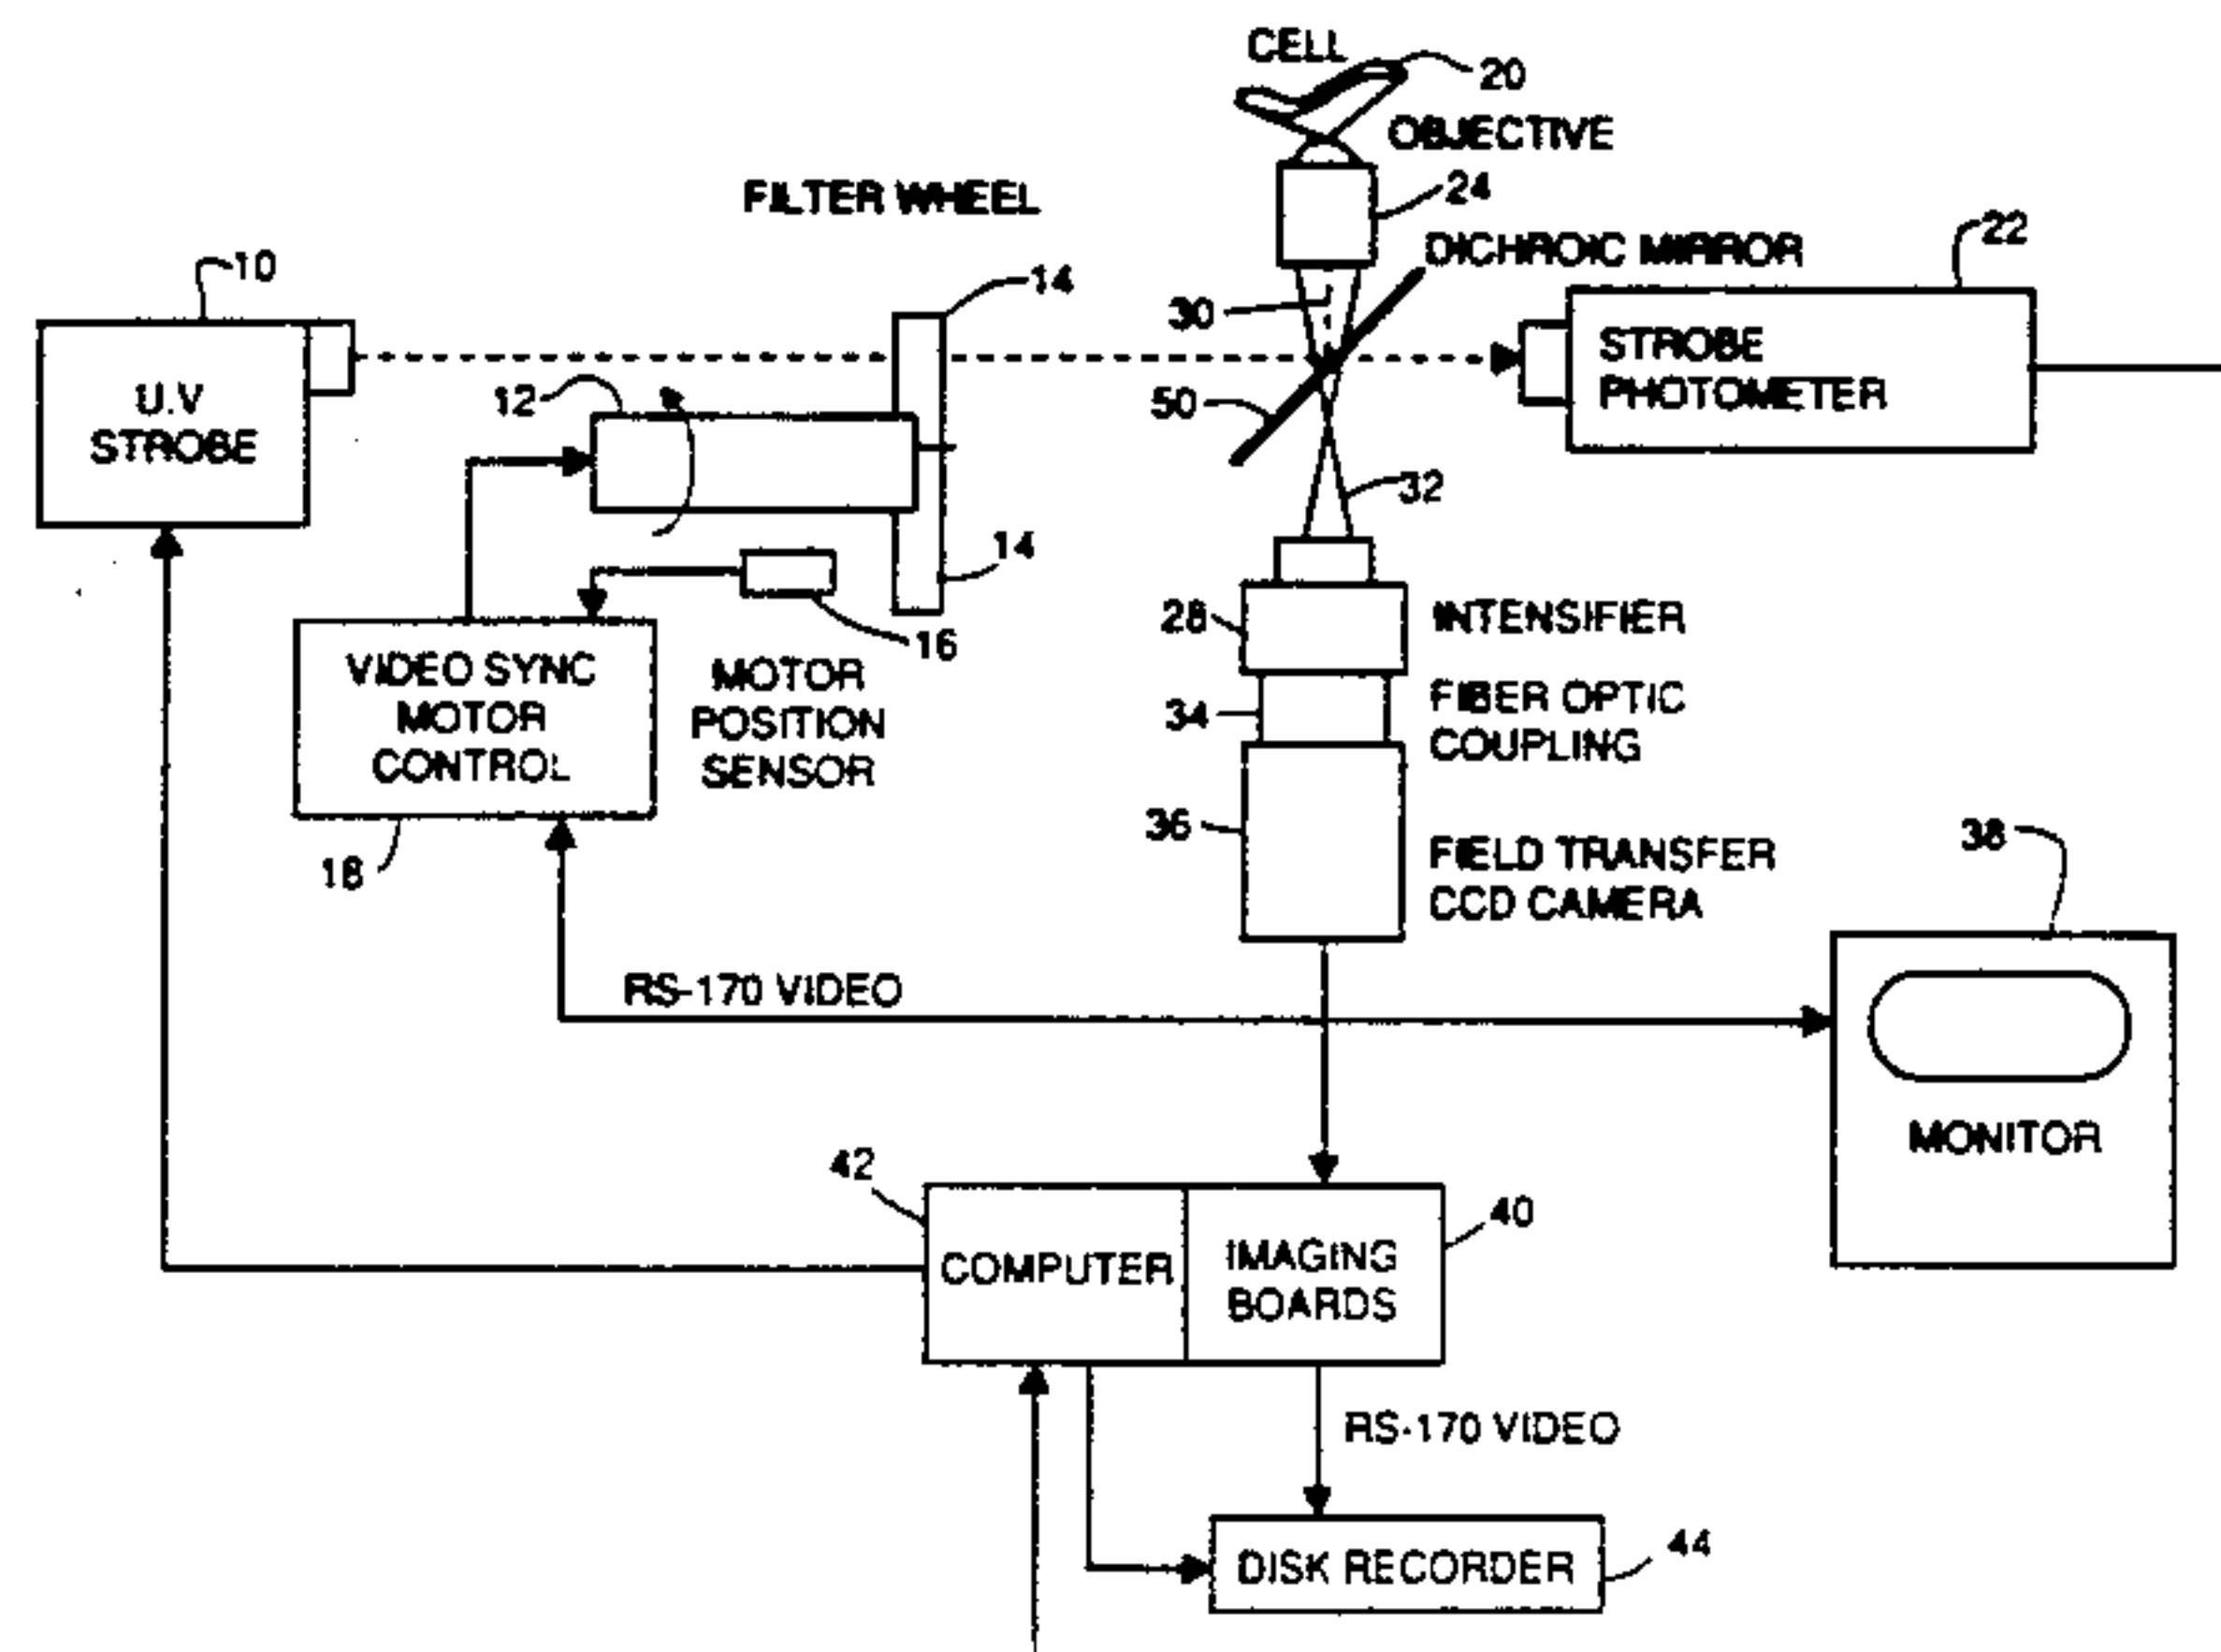 CELL
20
OBJECTIVE
FILTER WHEEL
24
10
14
DICHROIC MIRROR
22
30
U.V
STROBE
12
50
STROBE
PHOTOMETER
32
14
28
INTENSIFIER
16
VIDEO SYNC
MOTOR
CONTROL
MOTOR
POSITION
SENSOR
34
FIBER OPTIC
COUPLING
18
36
FIELD TRANSFER
CCD CAMERA
38
RS-170 VIDEO
MONITOR
42
40
COMPUTER
IMAGING
BOARDS
RS-170 VIDEO
DISK RECORDER
44